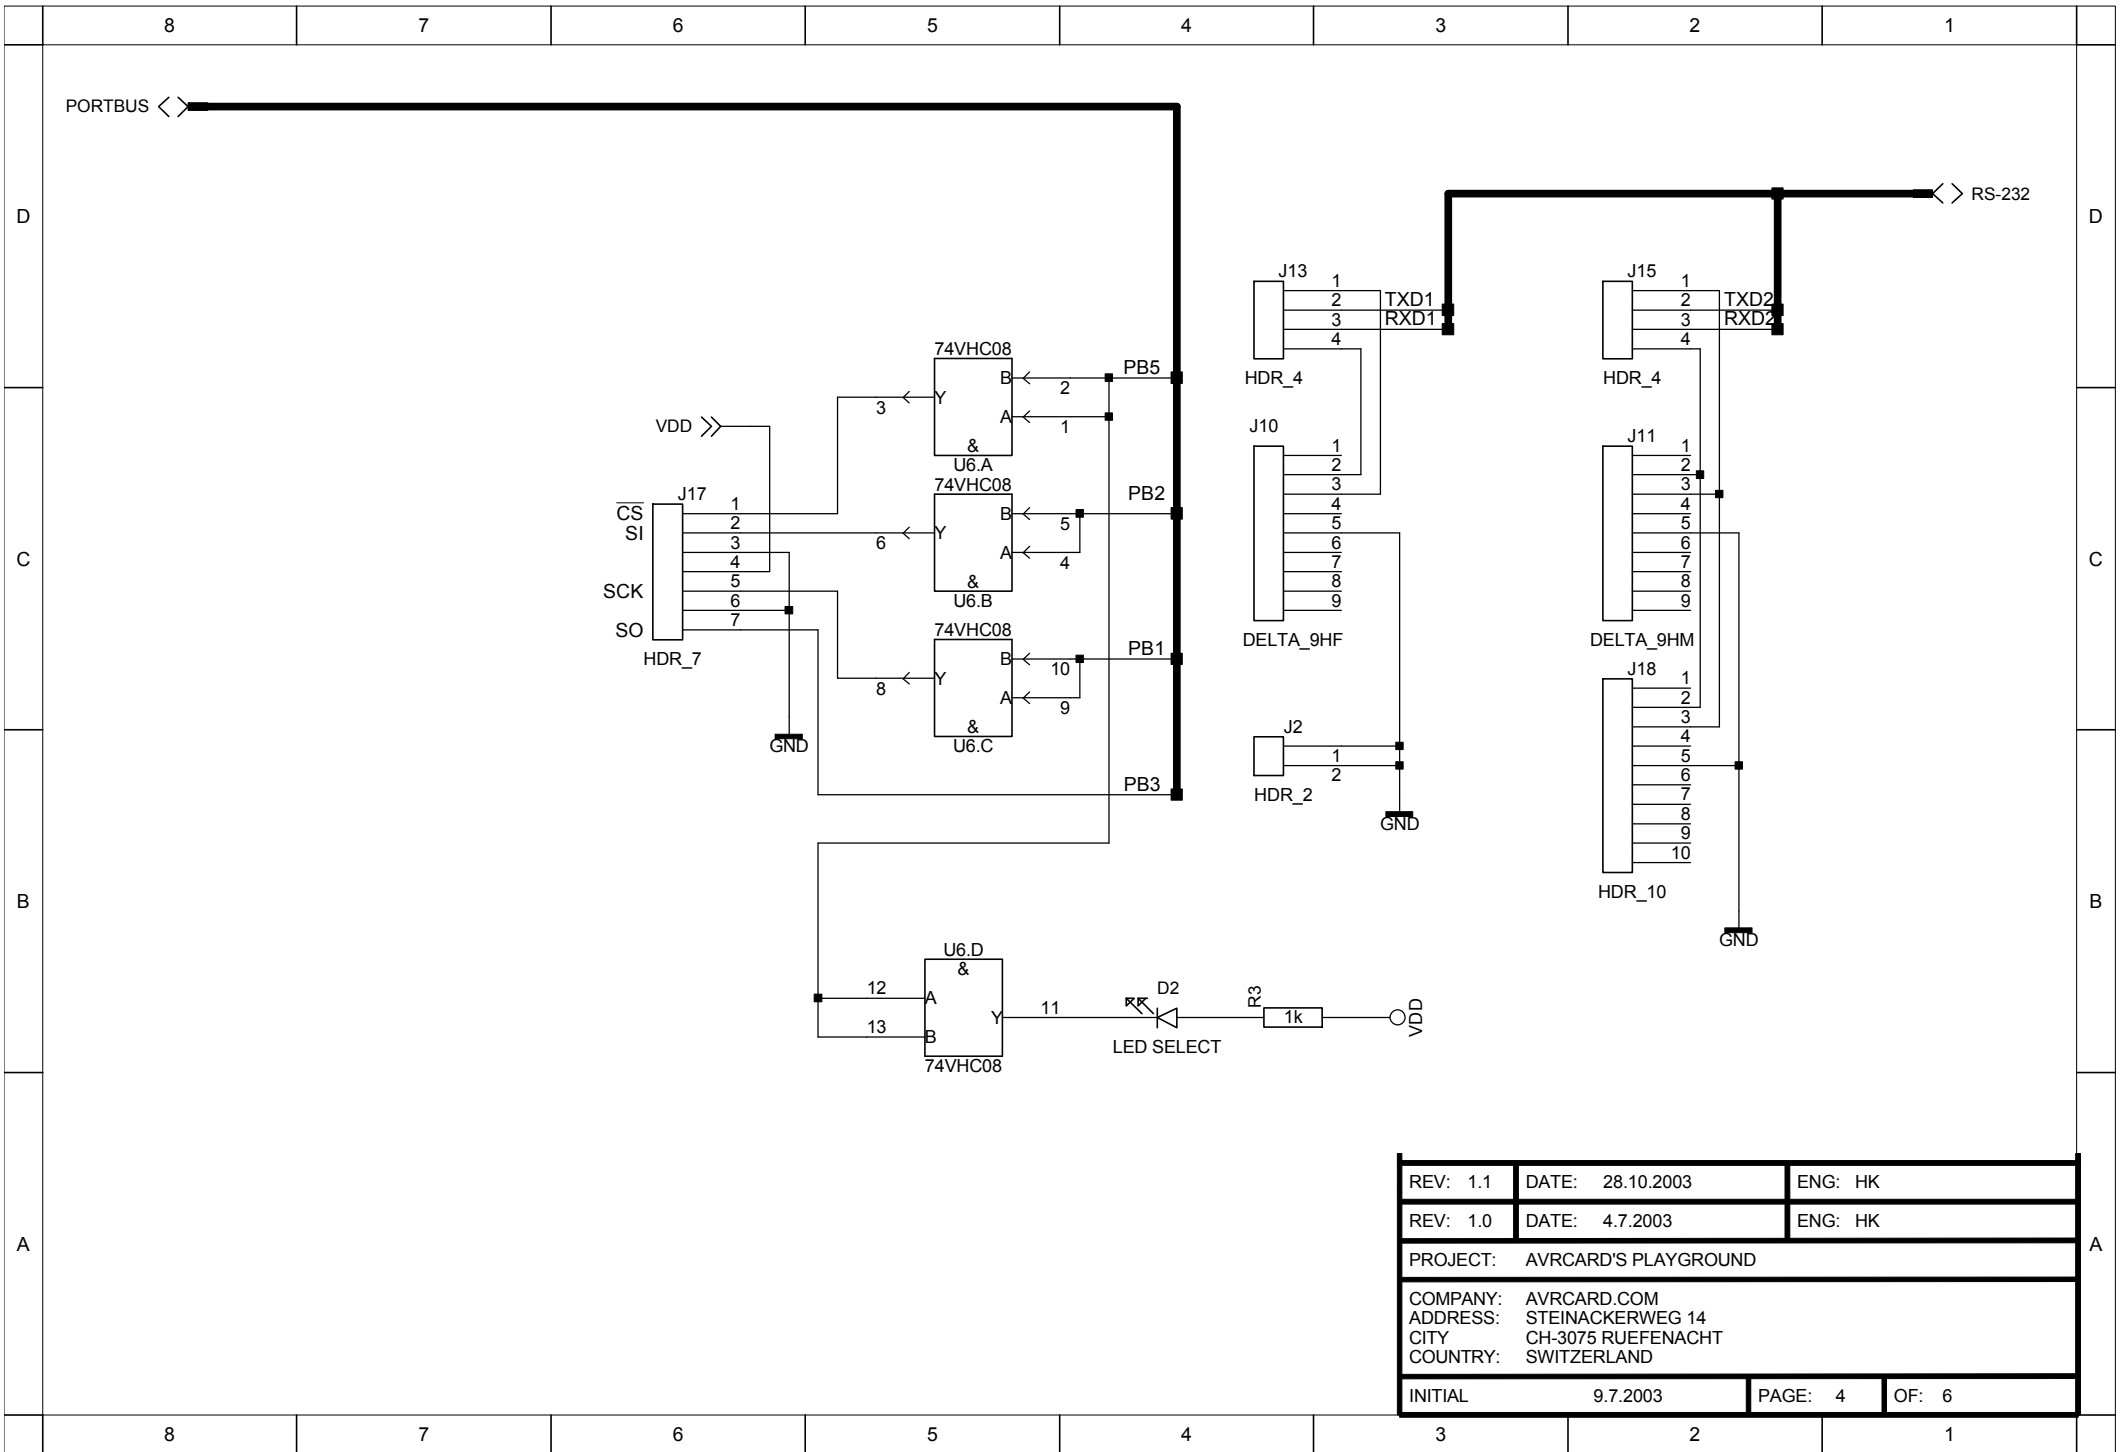 8 7 6 5 4 3 2 1
PORTBUS
RS-232
D D
J13
1
2 TXD1
3 RXD1
4
HDR_4
J15
1
2 TXD2
3 RXD2
4
HDR_4
74VHC08
B 2 PB5
Y 3
A 1
&
U6.A
VDD
74VHC08
B 5 PB2
Y 6
A 4
&
U6.B
J17
CS 1
SI 2
3
4
SCK 5
6
SO 7
HDR_7
GND
C C
74VHC08
B 10 PB1
Y 8
A 9
&
U6.C
PB3
J10
1
2
3
4
5
6
7
8
9
DELTA_9HF
J11
1
2
3
4
5
6
7
8
9
DELTA_9HM
J2
1
2
HDR_2
GND
J18
1
2
3
4
5
6
7
8
9
10
HDR_10
GND
B B
U6.D
&
12 A
Y 11
13 B
74VHC08
D2
LED SELECT
R3
1k
VDD
A A
REV: 1.1 DATE: 28.10.2003 ENG: HK
REV: 1.0 DATE: 4.7.2003 ENG: HK
PROJECT: AVRCARD'S PLAYGROUND
COMPANY: AVRCARD.COM
ADDRESS: STEINACKERWEG 14
CITY CH-3075 RUEFENACHT
COUNTRY: SWITZERLAND
INITIAL 9.7.2003 PAGE: 4 OF: 6
8 7 6 5 4 3 2 1